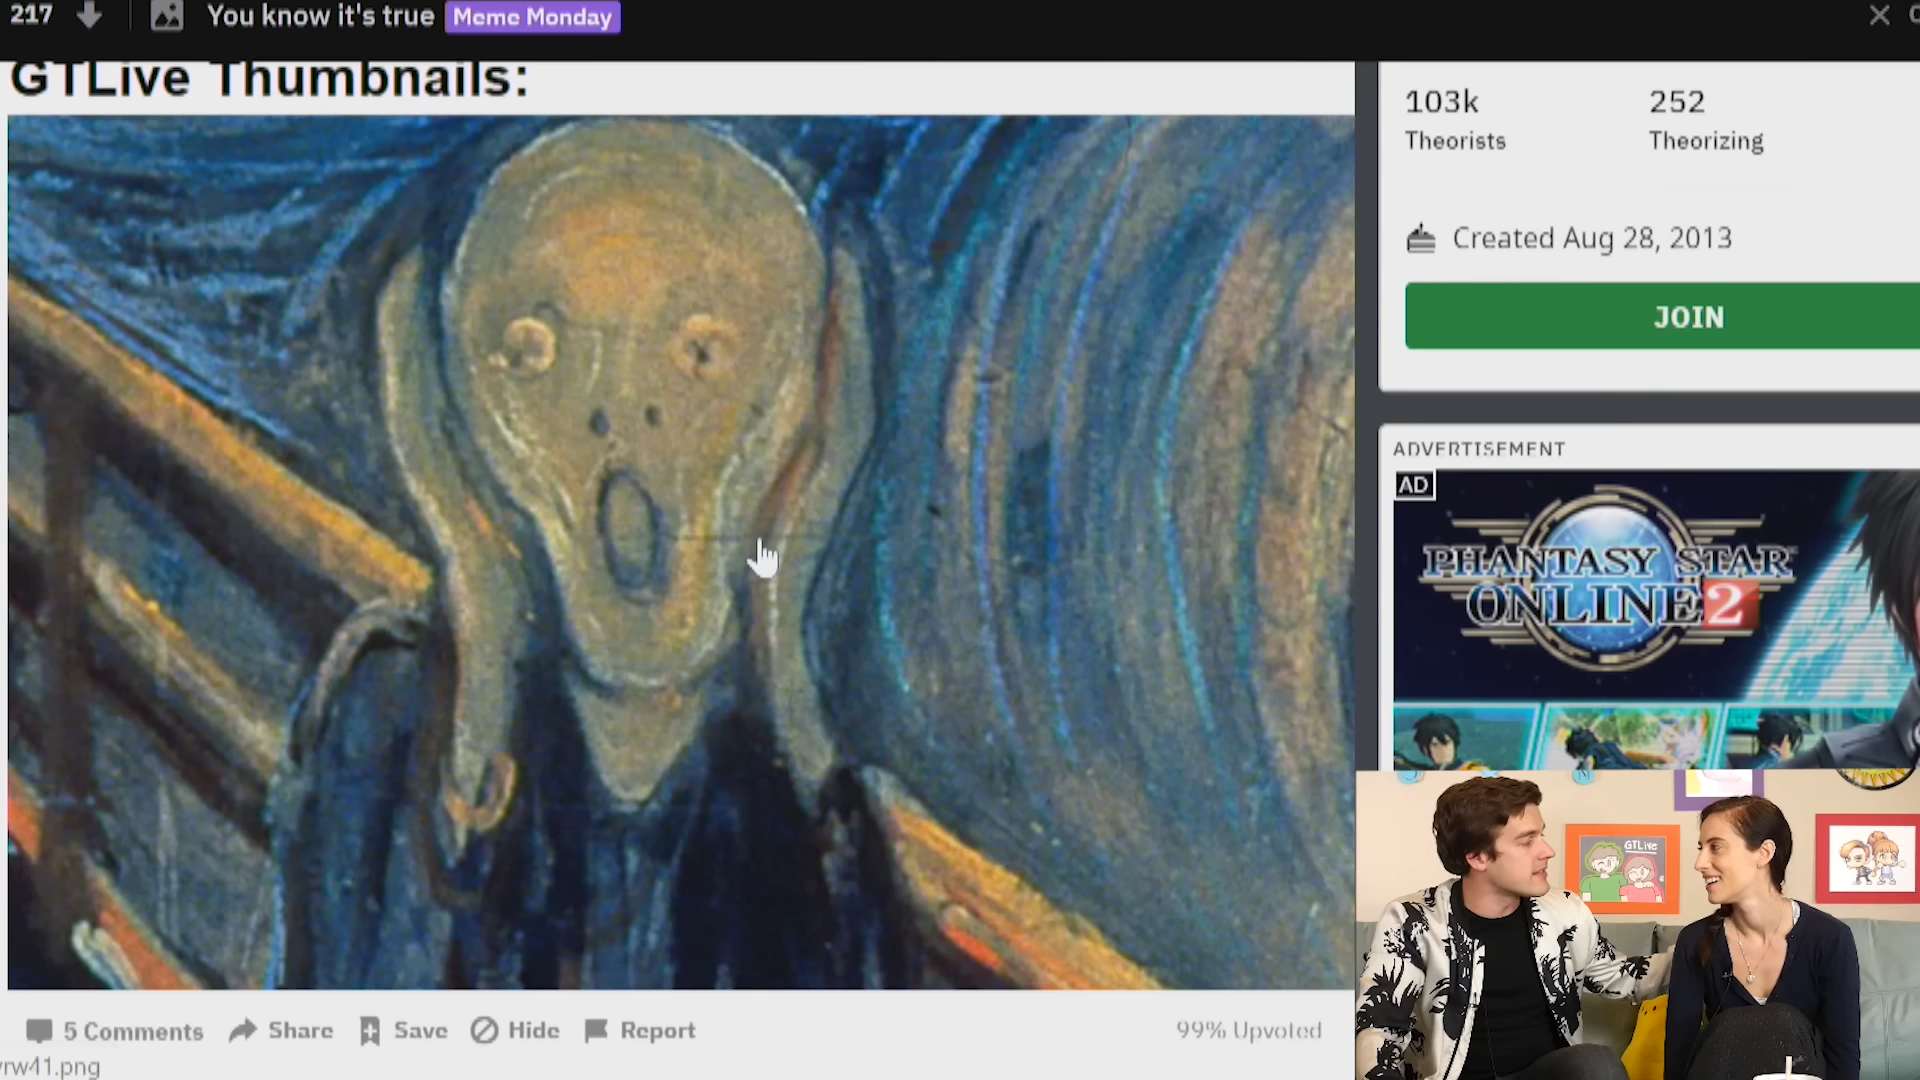 217
You know it's true
Meme Monday
GTLive Thumbnails:
103k
252
Theorists
Theorizing
Created Aug 28, 2013
JOIN
ADVERTISEMENT
AD
PHANTASY STAR
ONLINE 2
GTLive
5 Comments
Share
Save
Hide
Report
99% Upvoted
rw41.png